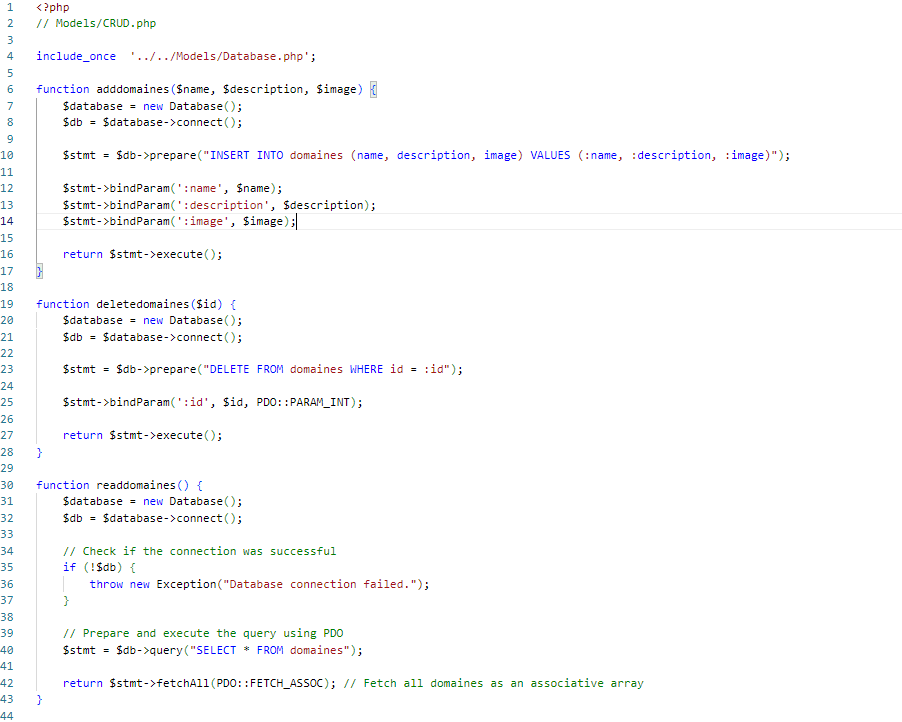 1 <?php
2 // Models/CRUD.php
3
4 include_once  '../../Models/Database.php';
5
6 function adddomaines($name, $description, $image) {
7     $database = new Database();
8     $db = $database->connect();
9
10     $stmt = $db->prepare("INSERT INTO domaines (name, description, image) VALUES (:name, :description, :image)");
11
12     $stmt->bindParam(':name', $name);
13     $stmt->bindParam(':description', $description);
14     $stmt->bindParam(':image', $image);
15
16     return $stmt->execute();
17 }
18
19 function deletedomaines($id) {
20     $database = new Database();
21     $db = $database->connect();
22
23     $stmt = $db->prepare("DELETE FROM domaines WHERE id = :id");
24
25     $stmt->bindParam(':id', $id, PDO::PARAM_INT);
26
27     return $stmt->execute();
28 }
29
30 function readdomaines() {
31     $database = new Database();
32     $db = $database->connect();
33
34     // Check if the connection was successful
35     if (!$db) {
36         throw new Exception("Database connection failed.");
37     }
38
39     // Prepare and execute the query using PDO
40     $stmt = $db->query("SELECT * FROM domaines");
41
42     return $stmt->fetchAll(PDO::FETCH_ASSOC); // Fetch all domaines as an associative array
43 }
44